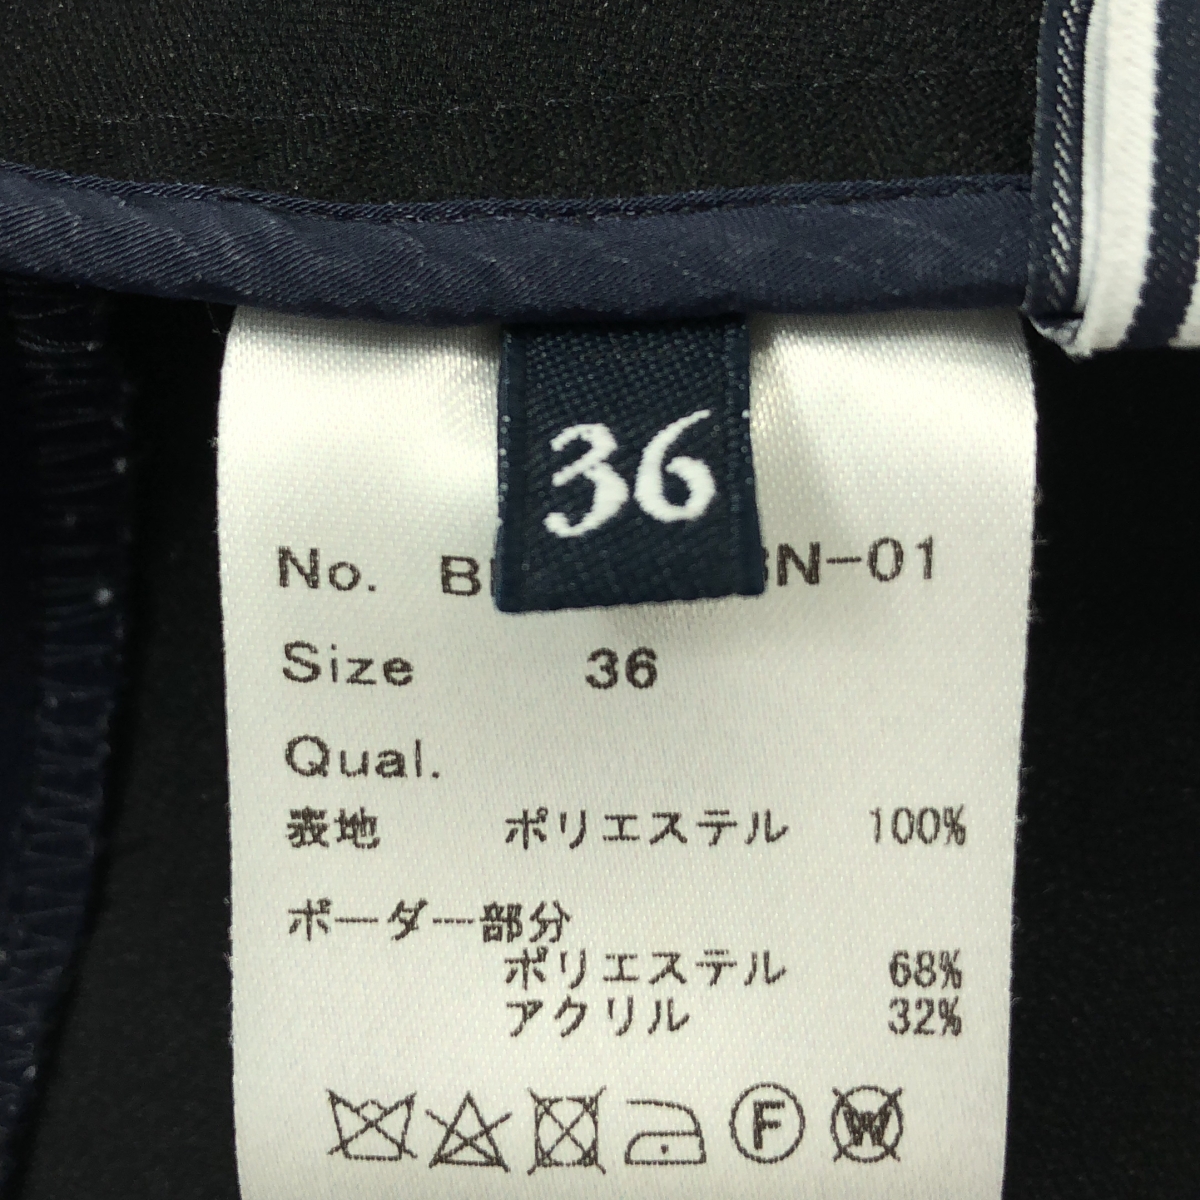 36
No. BN-01
Size 36
Qual.
表地 ポリエステル 100%
ボーダー部分
ポリエステル 68%
アクリル 32%
F W